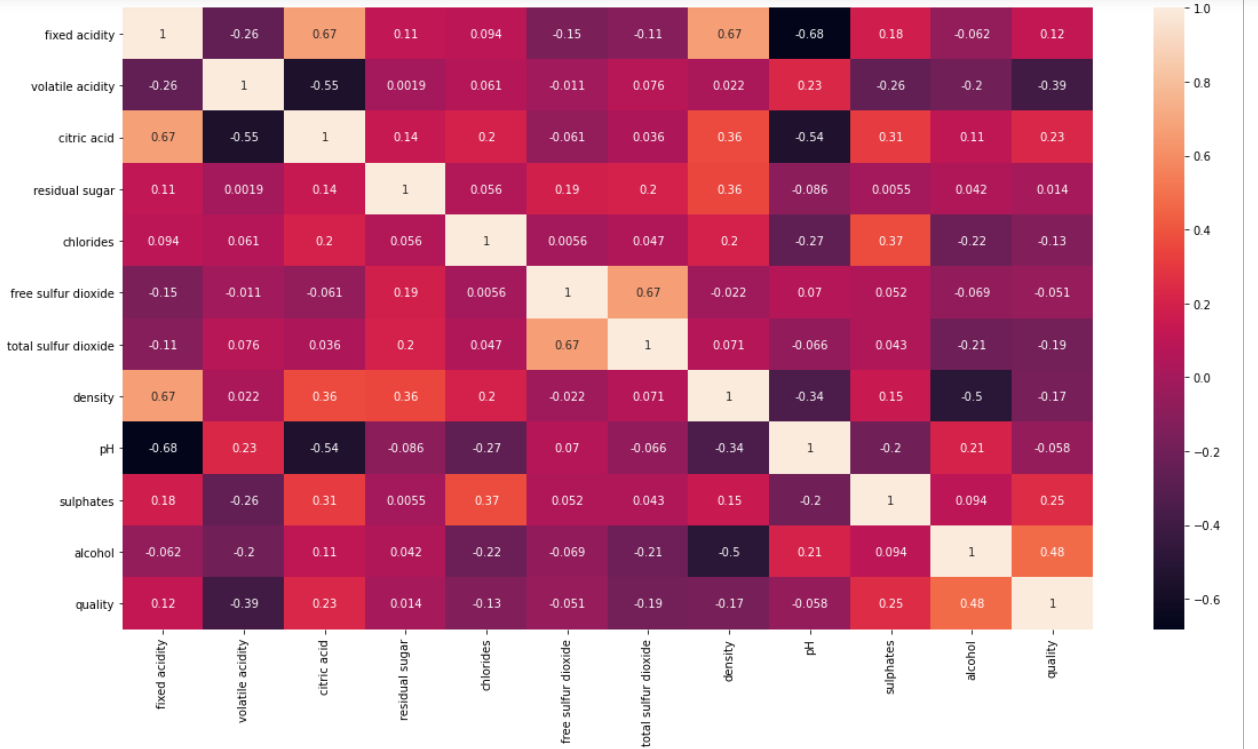 1.0
fixed acidity 1 -0.26 0.67 0.11 0.094 -0.15 -0.11 0.67 -0.68 0.18 -0.062 0.12
0.8
volatile acidity -0.26 1 -0.55 0.0019 0.061 -0.011 0.076 0.022 0.23 -0.26 -0.2 -0.39
citric acid 0.67 -0.55 1 0.14 0.2 -0.061 0.036 0.36 -0.54 0.31 0.11 0.23
0.6
residual sugar 0.11 0.0019 0.14 1 0.056 0.19 0.2 0.36 -0.086 0.0055 0.042 0.014
0.4
chlorides 0.094 0.061 0.2 0.056 1 0.0056 0.047 0.2 -0.27 0.37 -0.22 -0.13
free sulfur dioxide -0.15 -0.011 -0.061 0.19 0.0056 1 0.67 -0.022 0.07 0.052 -0.069 -0.051
0.2
total sulfur dioxide -0.11 0.076 0.036 0.2 0.047 0.67 1 0.071 -0.066 0.043 -0.21 -0.19
0.0
density 0.67 0.022 0.36 0.36 0.2 -0.022 0.071 1 -0.34 0.15 -0.5 -0.17
pH -0.68 0.23 -0.54 -0.086 -0.27 0.07 -0.066 -0.34 1 -0.2 0.21 -0.058
−0.2
sulphates 0.18 -0.26 0.31 0.0055 0.37 0.052 0.043 0.15 -0.2 1 0.094 0.25
−0.4
alcohol -0.062 -0.2 0.11 0.042 -0.22 -0.069 -0.21 -0.5 0.21 0.094 1 0.48
quality 0.12 -0.39 0.23 0.014 -0.13 -0.051 -0.19 -0.17 -0.058 0.25 0.48 1
−0.6
fixed acidity
volatile acidity
citric acid
residual sugar
chlorides
free sulfur dioxide
total sulfur dioxide
density
pH
sulphates
alcohol
quality